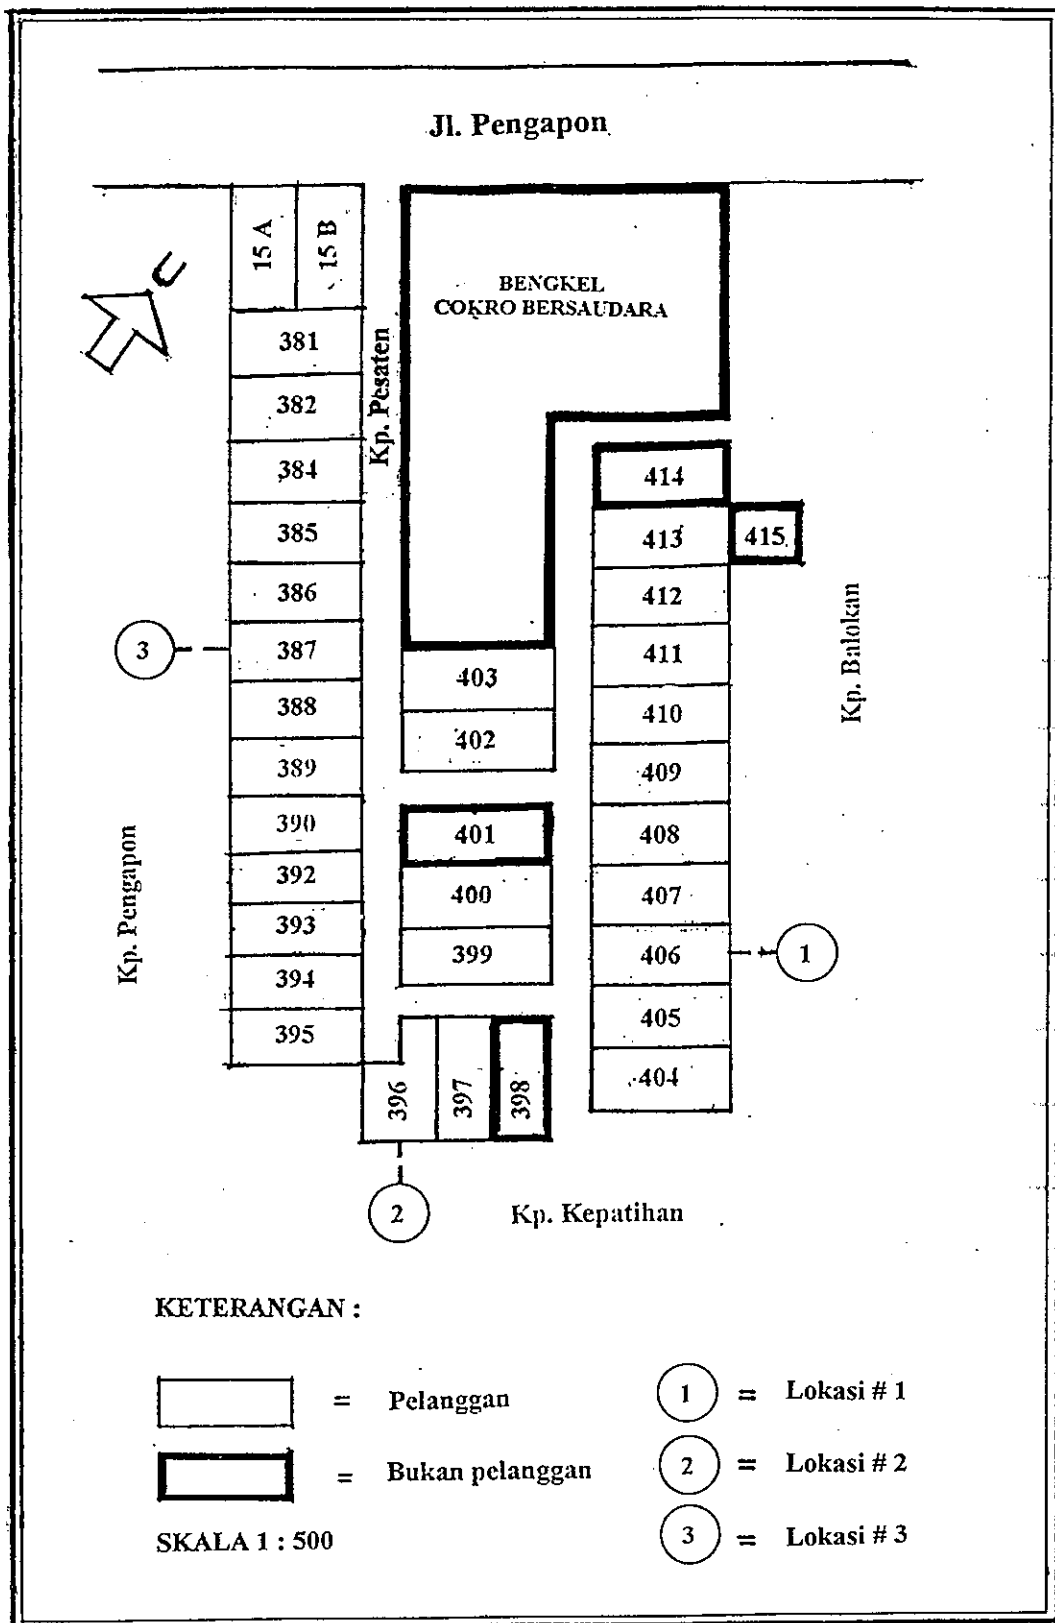 Jl. Pengapon
15 A
15 B
U
BENGKEL
COKRO BERSAUDARA
Kp. Pesaten
381
382
384
385
386
387
388
389
390
392
393
394
395
3
Kp. Pengapon
403
402
401
400
399
396
397
398
2
Kp. Kepatihan
414
413
415
412
411
410
409
408
407
406
405
404
1
Kp. Balokan
KETERANGAN :
= Pelanggan
= Bukan pelanggan
SKALA 1 : 500
1 = Lokasi # 1
2 = Lokasi # 2
3 = Lokasi # 3